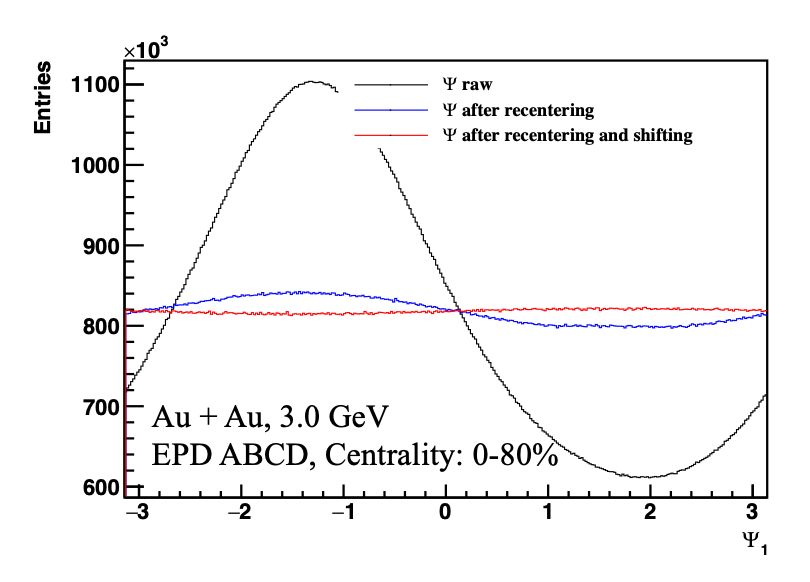 ×10³
Entries
1100
1000
900
800
700
600
Ψ raw
Ψ after recentering
Ψ after recentering and shifting
Au + Au, 3.0 GeV
EPD ABCD, Centrality: 0-80%
−3 −2 −1 0 1 2 3
Ψ₁